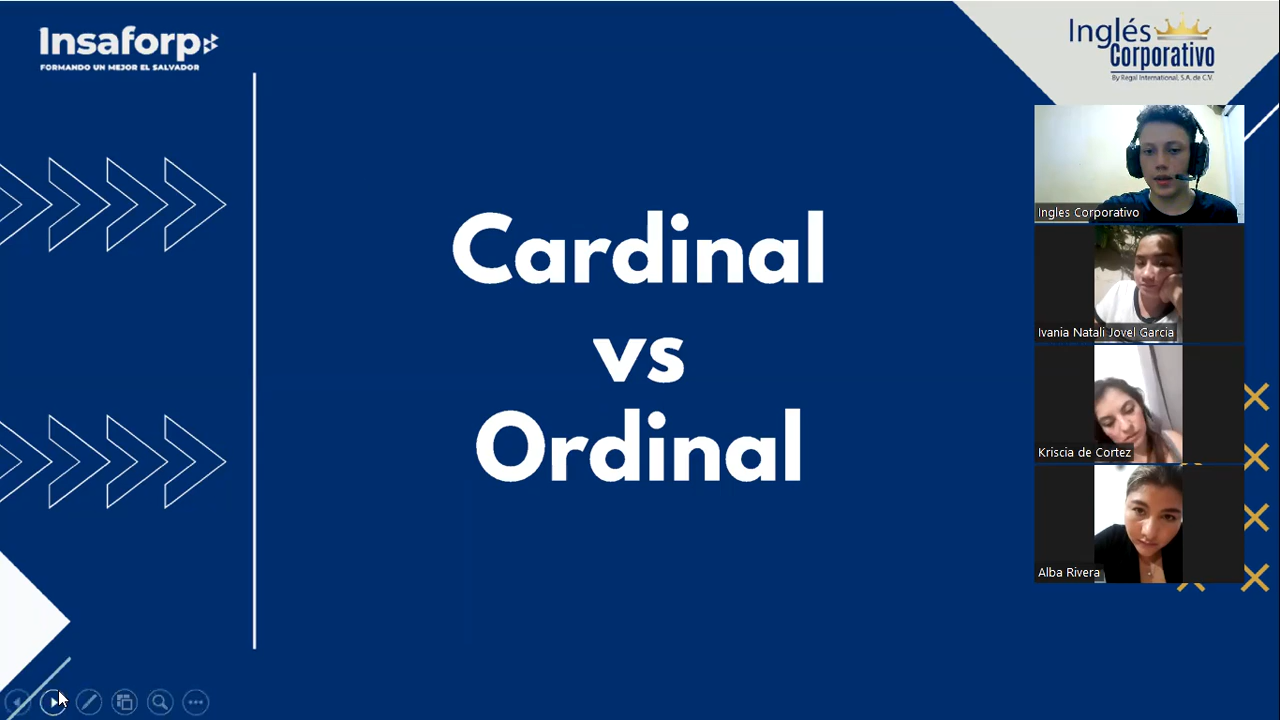 Insaforp
FORMANDO UN MEJOR EL SALVADOR
Inglés
Corporativo
By Regal International, S.A. de C.V.
Cardinal
vs
Ordinal
Ingles Corporativo
Ivania Natali Jovel Garcia
Kriscia de Cortez
Alba Rivera